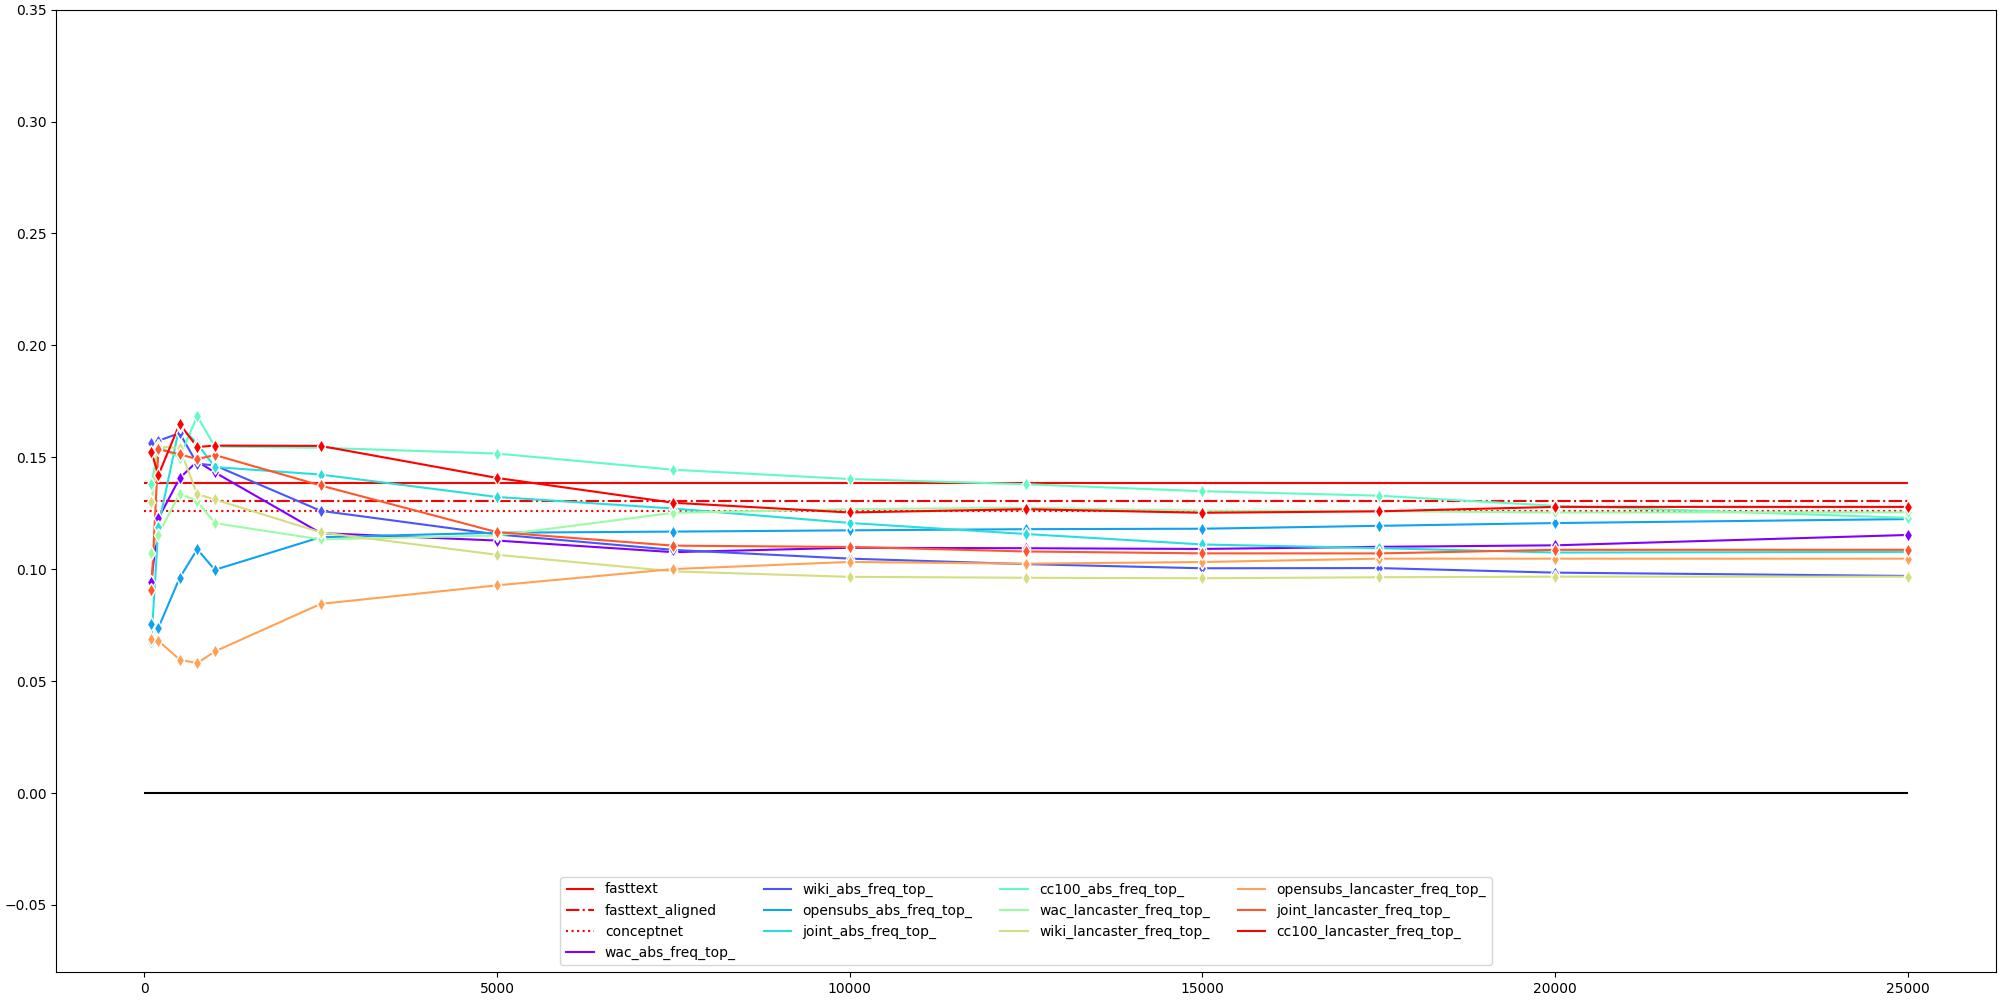 0.35
0.30
0.25
0.20
0.15
0.10
0.05
0.00
−0.05
fasttext
fasttext_aligned
conceptnet
wac_abs_freq_top_
wiki_abs_freq_top_
opensubs_abs_freq_top_
joint_abs_freq_top_
cc100_abs_freq_top_
wac_lancaster_freq_top_
wiki_lancaster_freq_top_
opensubs_lancaster_freq_top_
joint_lancaster_freq_top_
cc100_lancaster_freq_top_
0 5000 10000 15000 20000 25000